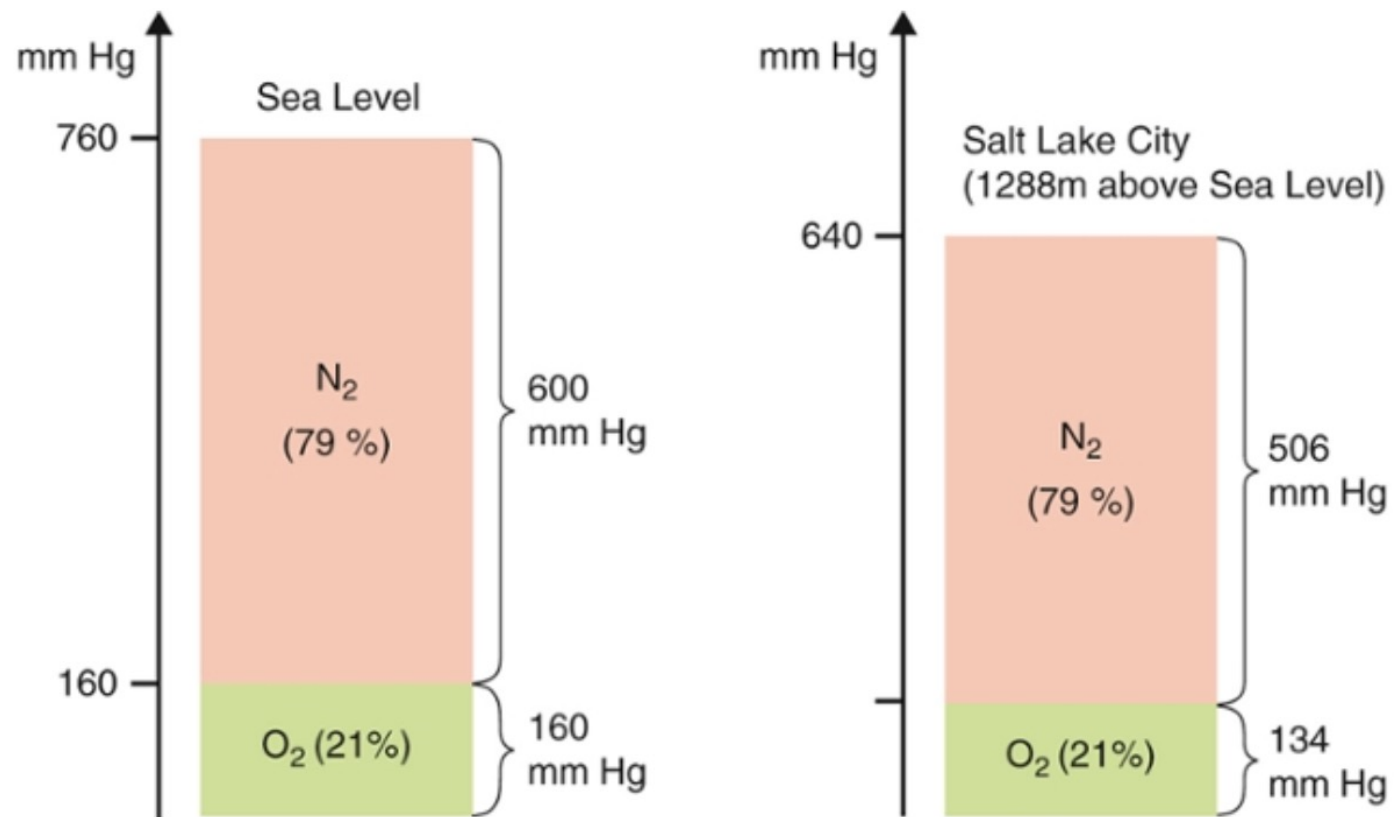 mm Hg
Sea Level
760
N₂
(79 %)
600
mm Hg
160
O₂ (21%)
160
mm Hg
mm Hg
Salt Lake City
(1288m above Sea Level)
640
N₂
(79 %)
506
mm Hg
O₂ (21%)
134
mm Hg